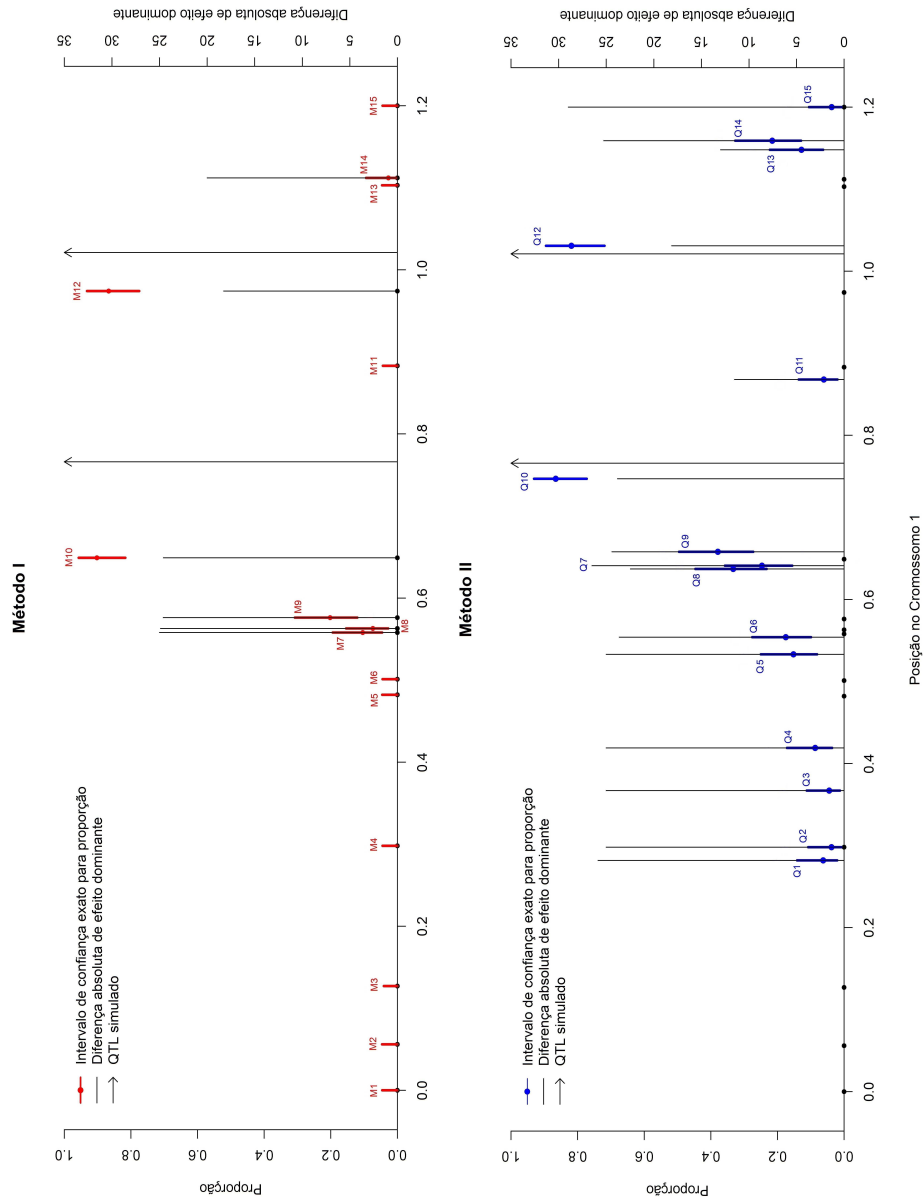 Método I
Intervalo de confiança exato para proporção
Diferença absoluta de efeito dominante
QTL simulado
Proporção
0.0 0.2 0.4 0.6 0.8 1.0
Diferença absoluta de efeito dominante
0 5 10 15 20 25 30 35
M1 M2 M3 M4 M5 M6 M7 M8 M9 M10 M11 M12 M13 M14 M15
0.0 0.2 0.4 0.6 0.8 1.0 1.2
Método II
Intervalo de confiança exato para proporção
Diferença absoluta de efeito dominante
QTL simulado
Proporção
0.0 0.2 0.4 0.6 0.8 1.0
Diferença absoluta de efeito dominante
0 5 10 15 20 25 30 35
Q1 Q2 Q3 Q4 Q5 Q6 Q8 Q7 Q9 Q10 Q11 Q12 Q13 Q14 Q15
0.0 0.2 0.4 0.6 0.8 1.0 1.2
Posição no Cromossomo 1